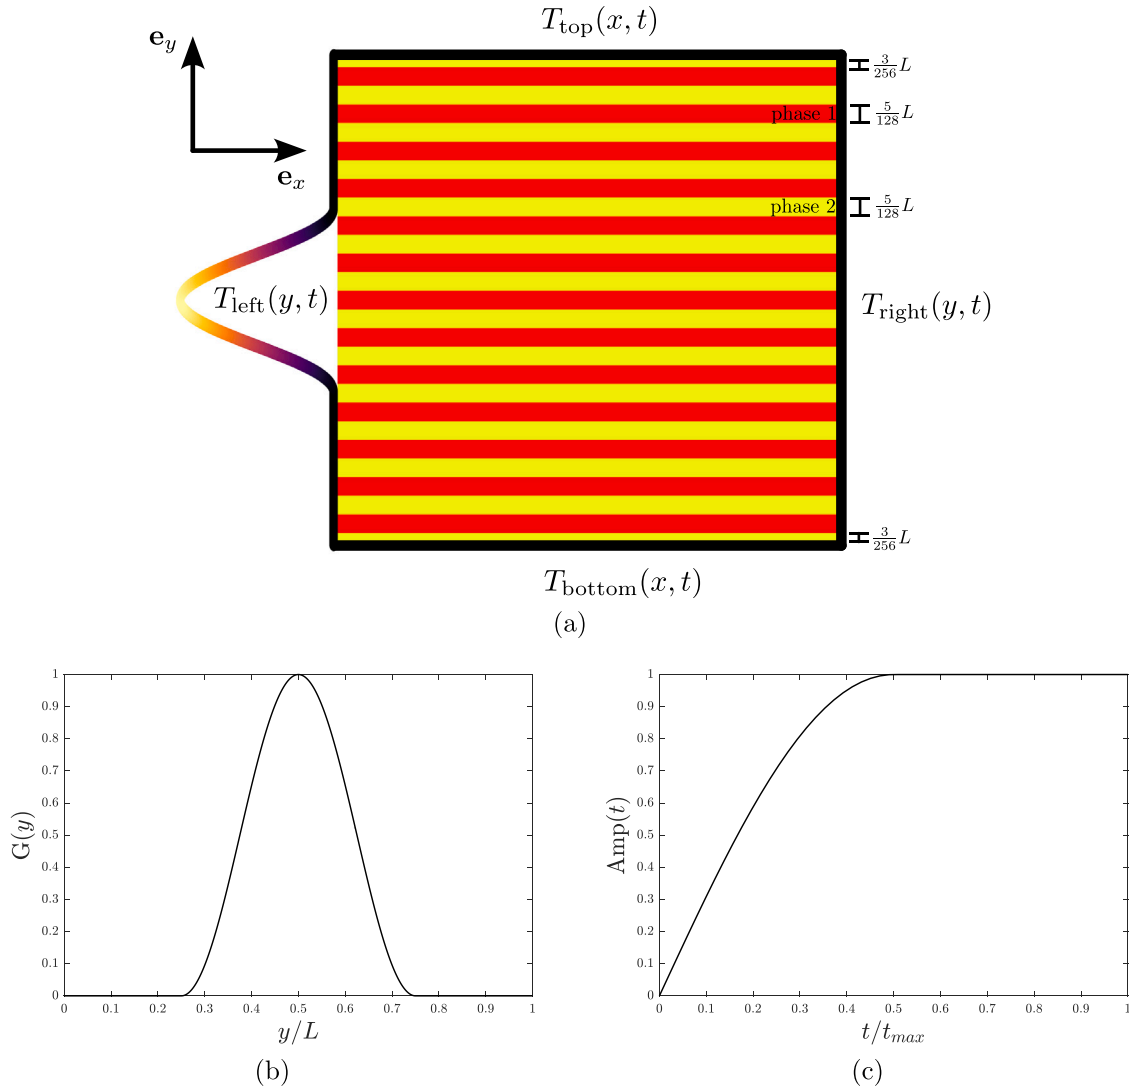 T_top(x, t)
e_y
3/256 L
phase 1
5/128 L
e_x
phase 2
5/128 L
T_left(y, t)
T_right(y, t)
3/256 L
T_bottom(x, t)
(a)
1
0.9
0.8
0.7
0.6
0.5
0.4
0.3
0.2
0.1
0
G(y)
0 0.1 0.2 0.3 0.4 0.5 0.6 0.7 0.8 0.9 1
y/L
(b)
1
0.9
0.8
0.7
0.6
0.5
0.4
0.3
0.2
0.1
0
Amp(t)
0 0.1 0.2 0.3 0.4 0.5 0.6 0.7 0.8 0.9 1
t/t_max
(c)